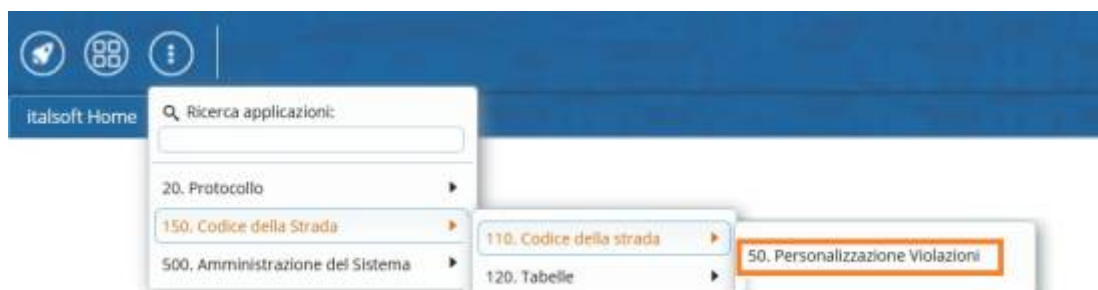 italsoft Home
Ricerca applicazioni:
20. Protocollo
150. Codice della Strada
500. Amministrazione del Sistema
110. Codice della strada
120. Tabelle
50. Personalizzazione Violazioni